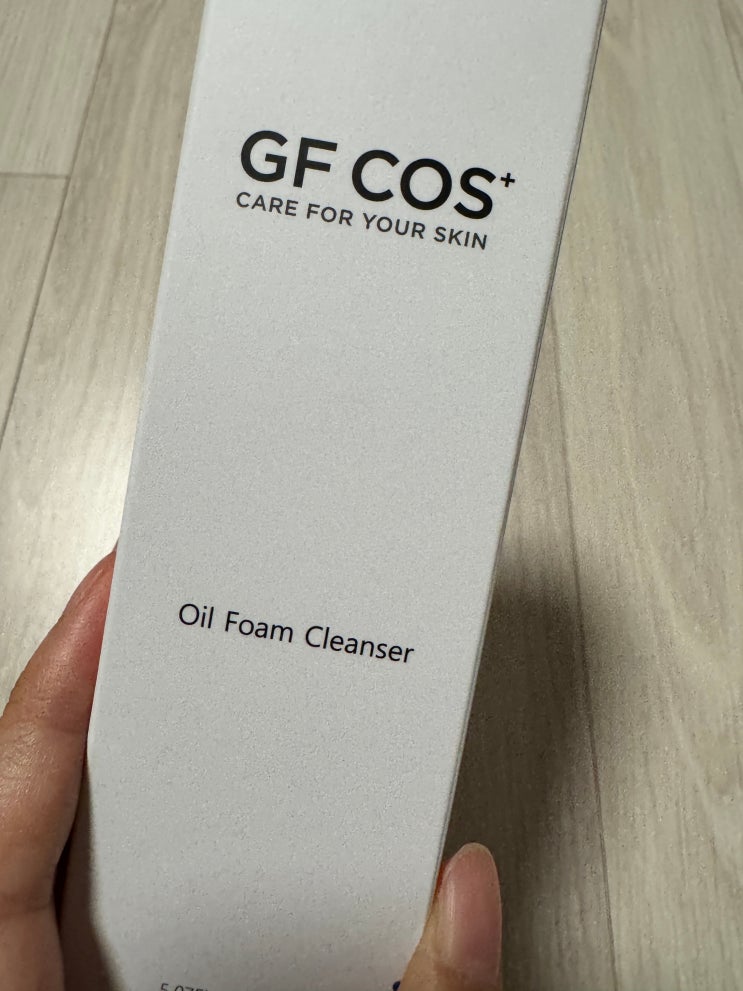 GF COS+
CARE FOR YOUR SKIN
Oil Foam Cleanser